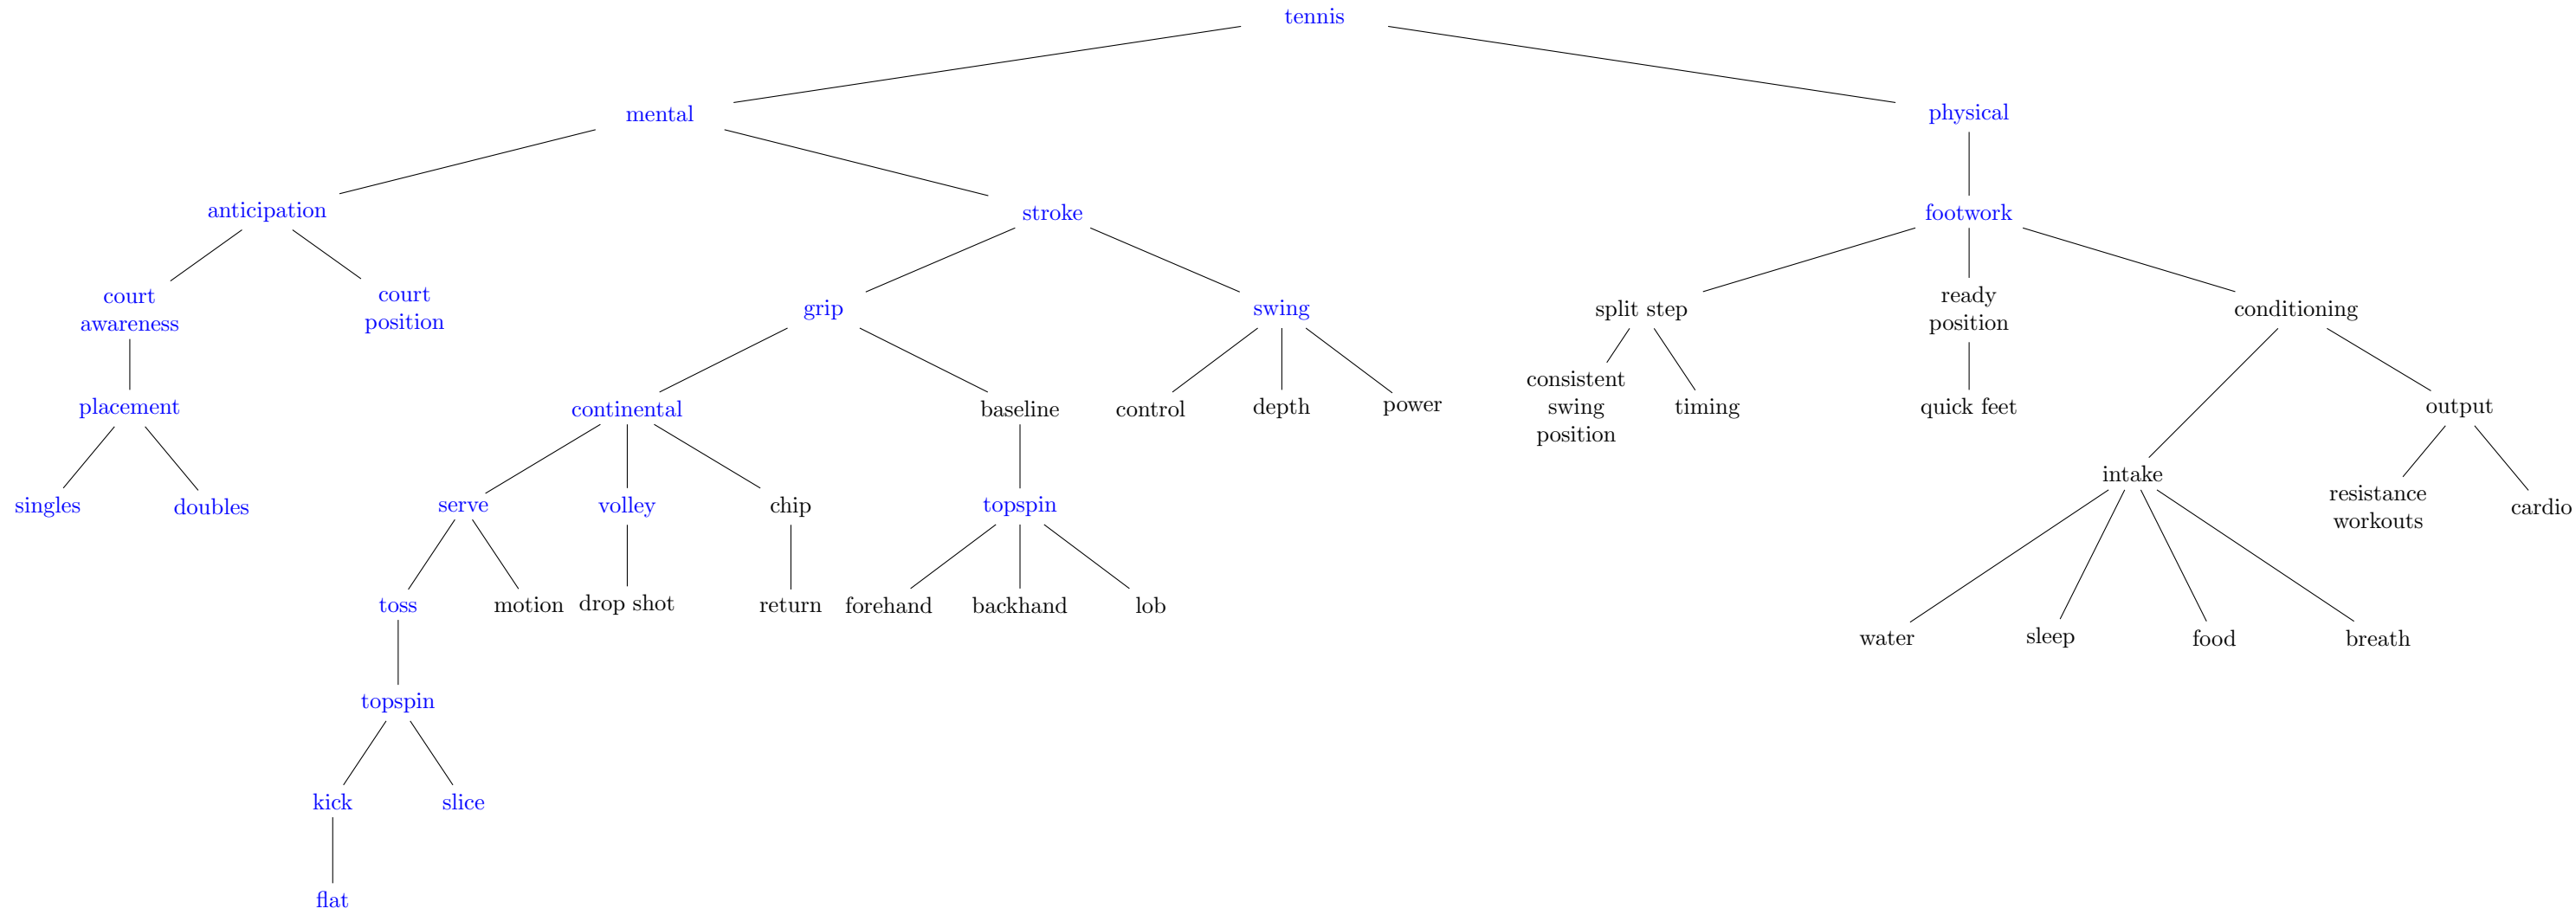 tennis
mental
physical
anticipation
stroke
footwork
court
awareness
court
position
grip
swing
split step
ready
position
conditioning
placement
continental
baseline
control
depth
power
consistent
swing
position
timing
quick feet
output
intake
singles
doubles
serve
volley
chip
topspin
resistance
workouts
cardio
toss
motion
drop shot
return
forehand
backhand
lob
water
sleep
food
breath
topspin
kick
slice
flat